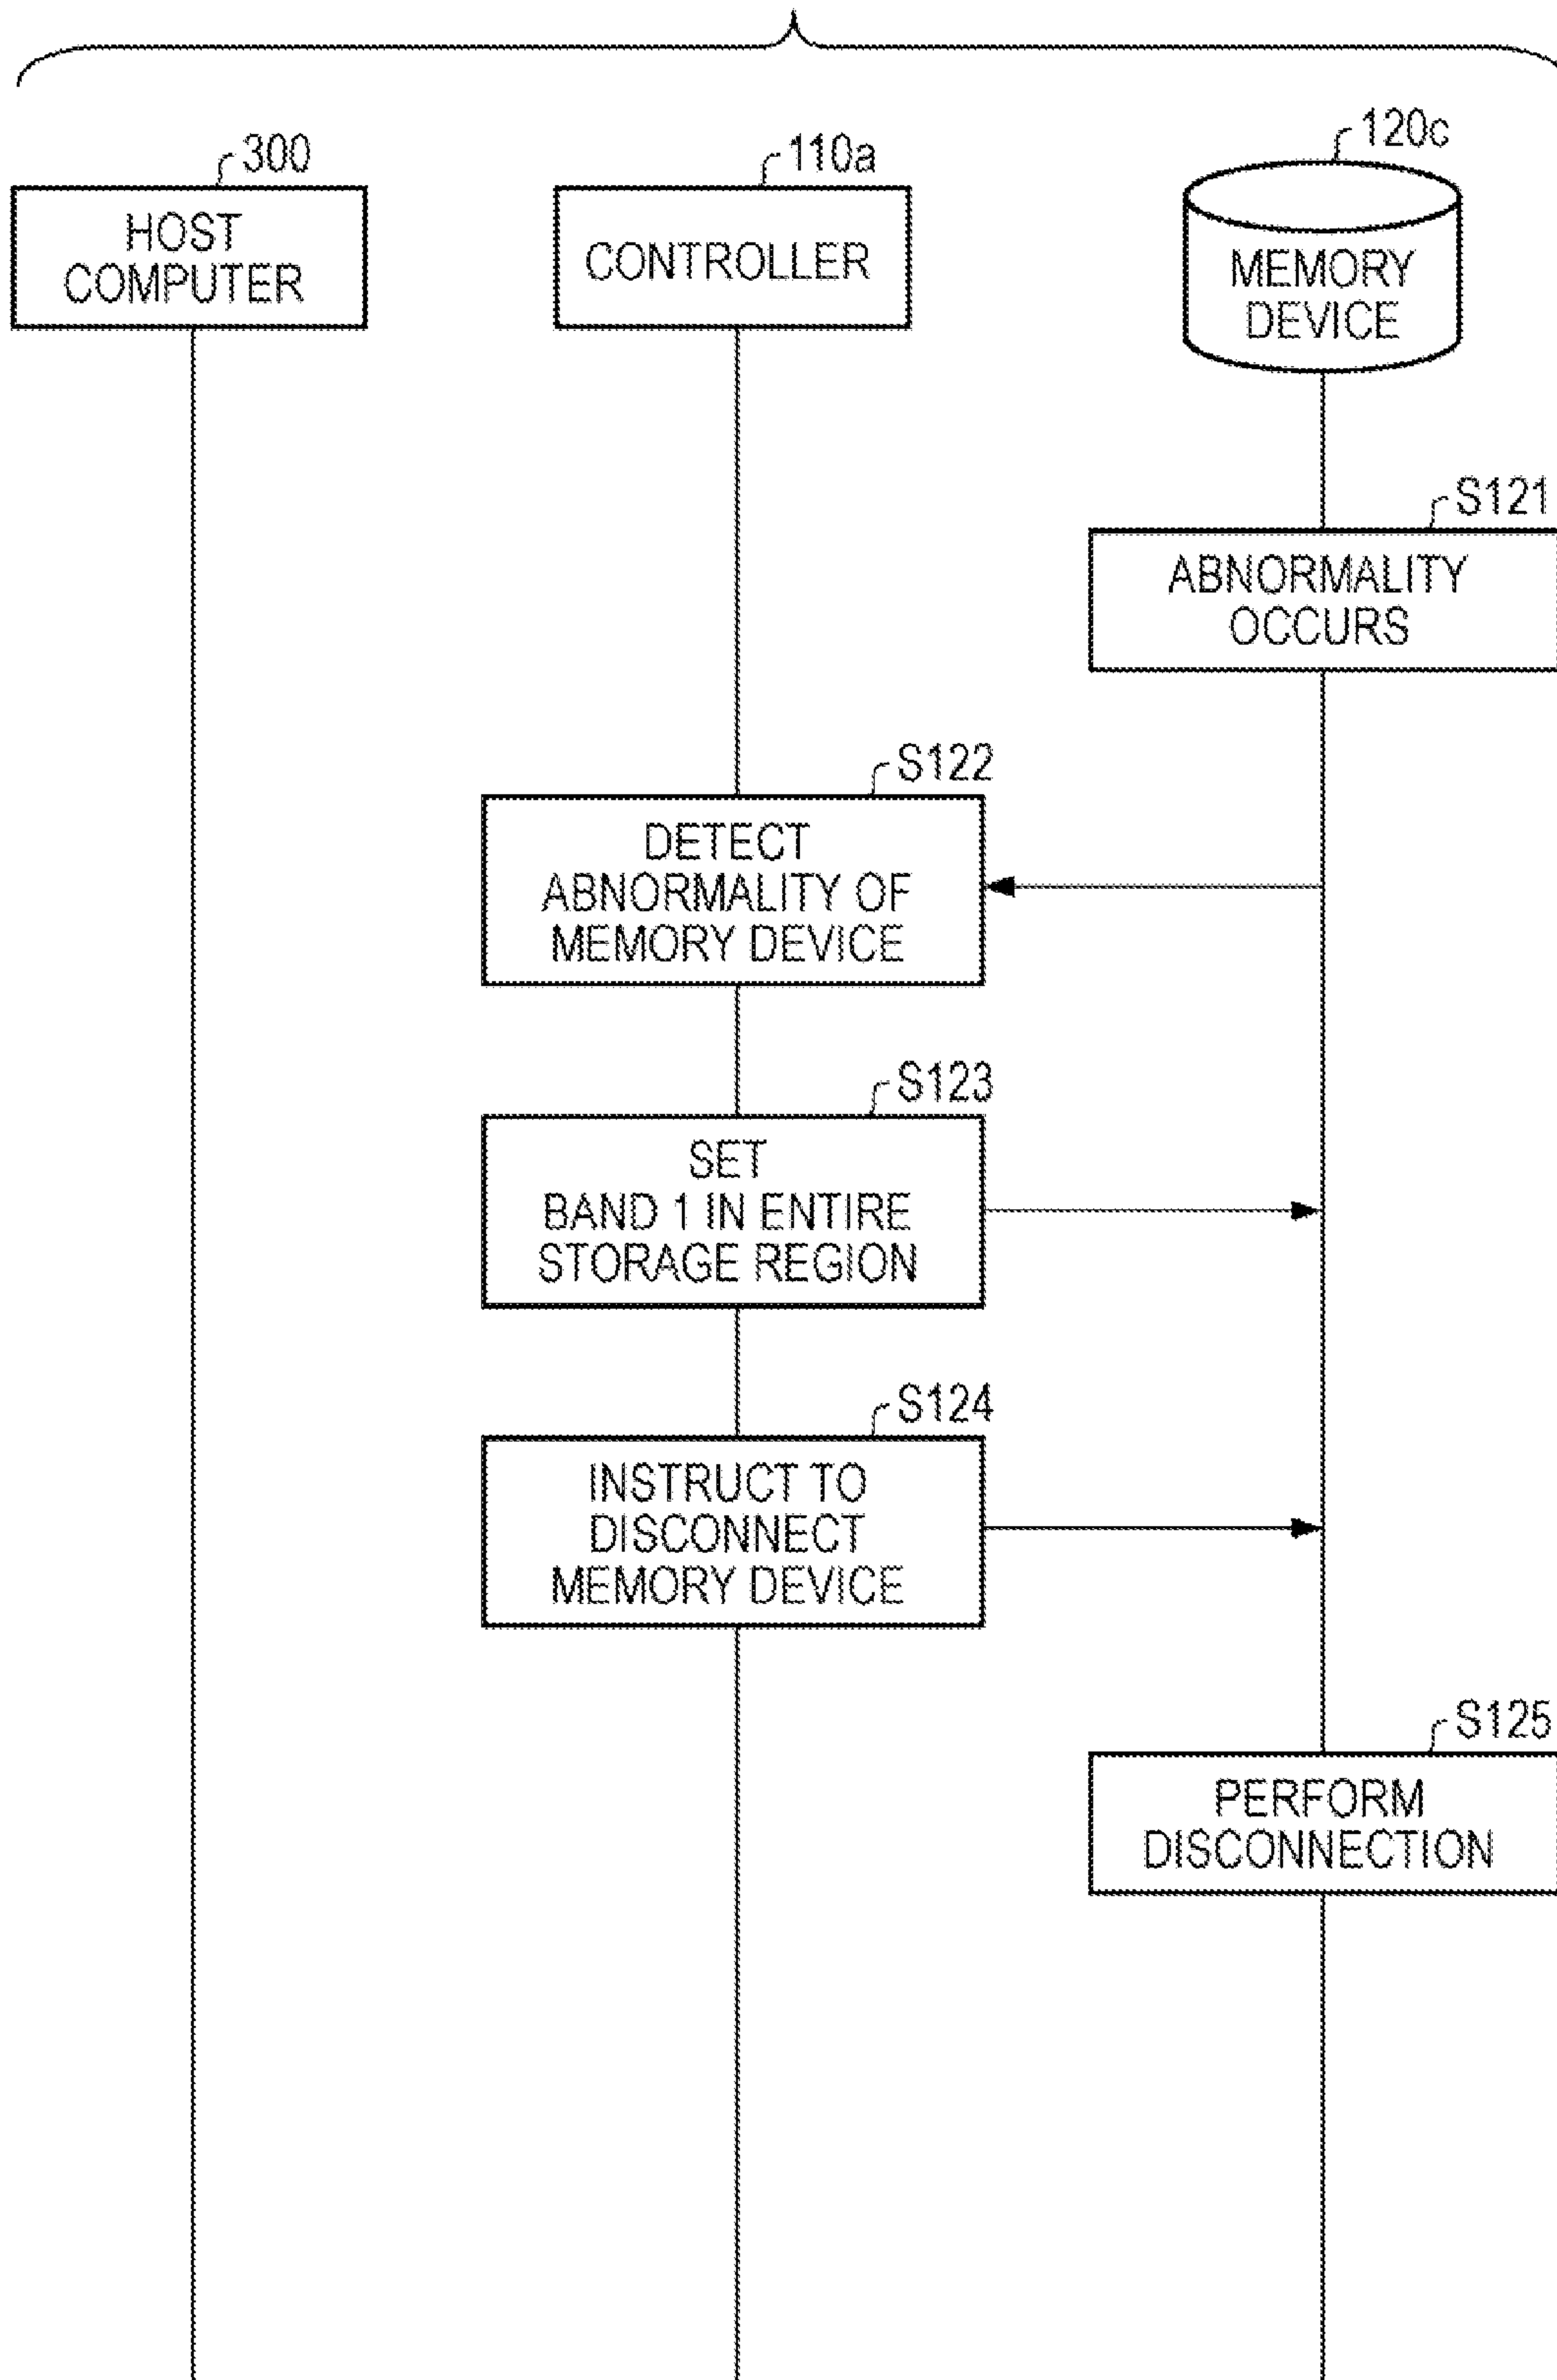 300
HOST
COMPUTER
110a
CONTROLLER
120c
MEMORY
DEVICE
S121
ABNORMALITY
OCCURS
S122
DETECT
ABNORMALITY OF
MEMORY DEVICE
S123
SET
BAND 1 IN ENTIRE
STORAGE REGION
S124
INSTRUCT TO
DISCONNECT
MEMORY DEVICE
S125
PERFORM
DISCONNECTION